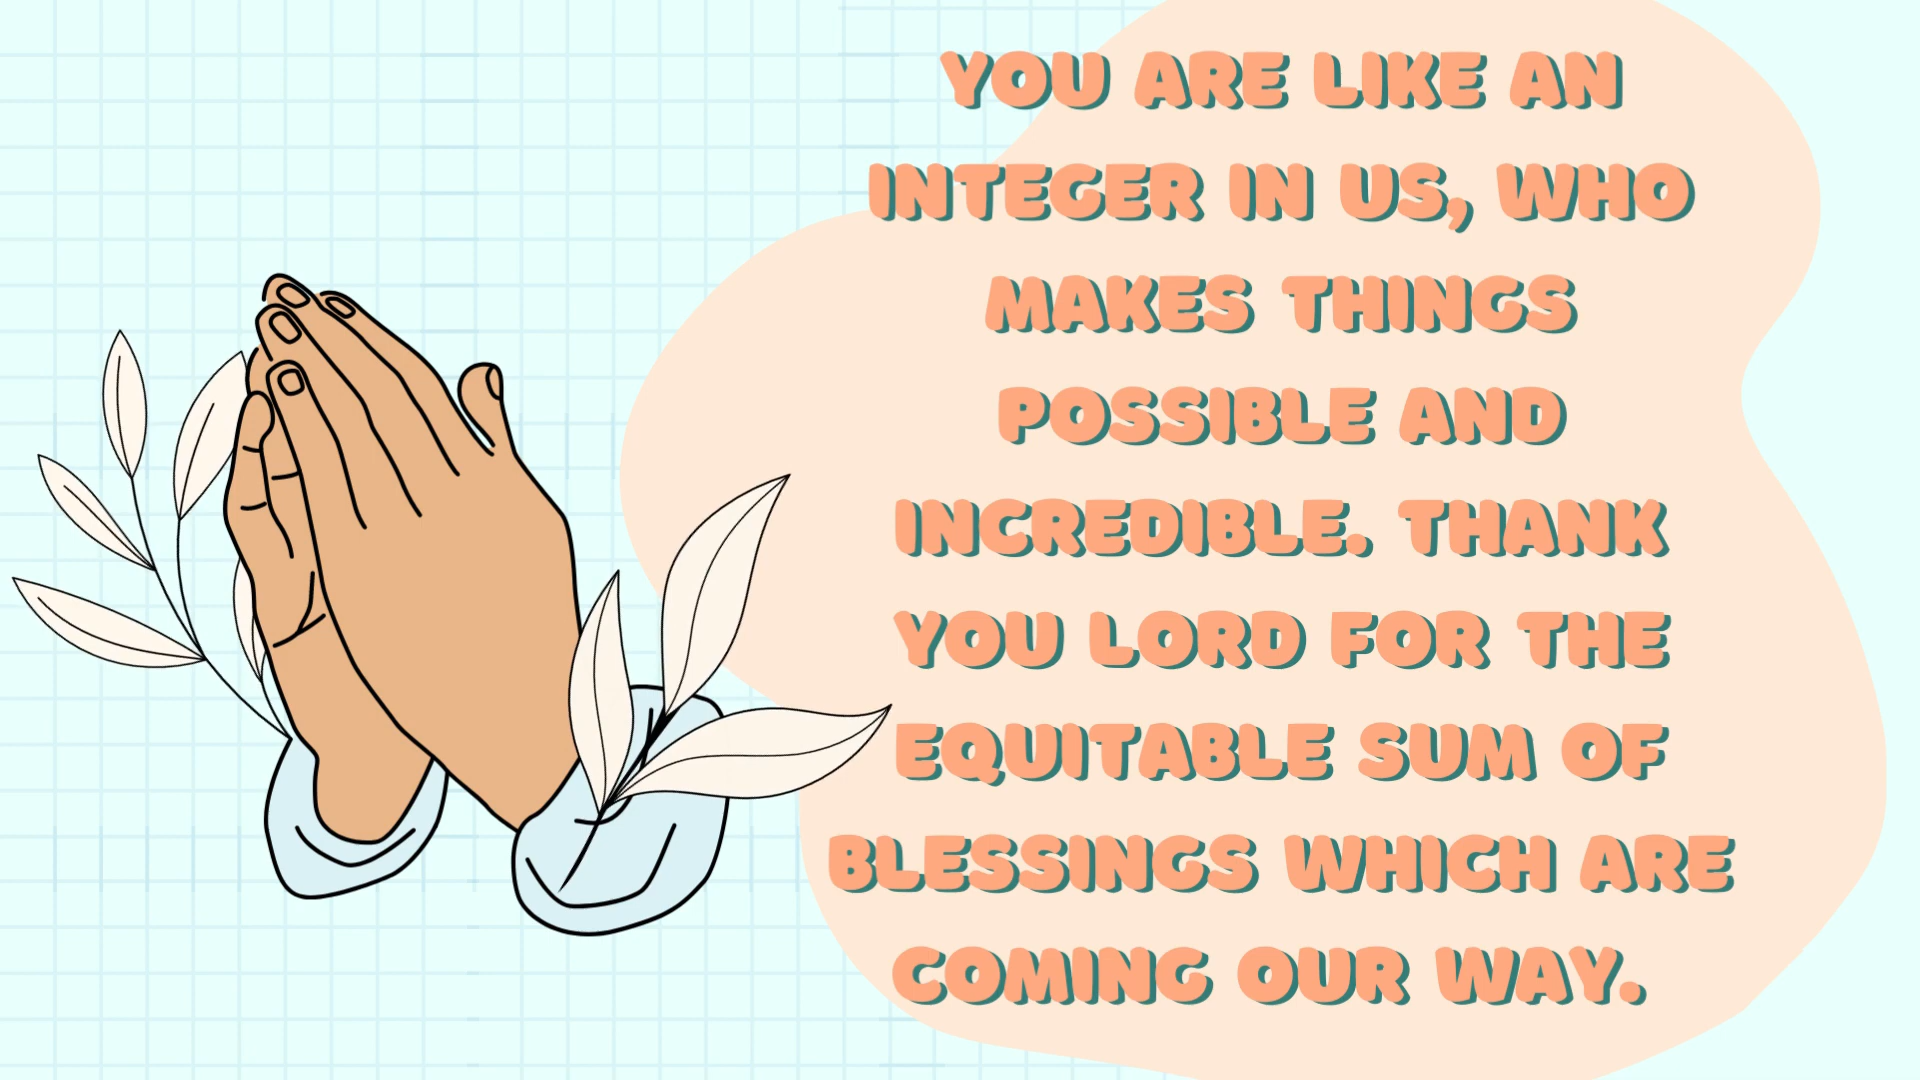 YOU ARE LIKE AN
INTEGER IN US, WHO
MAKES THINGS
POSSIBLE AND
INCREDIBLE. THANK
YOU LORD FOR THE
EQUITABLE SUM OF
BLESSINGS WHICH ARE
COMING OUR WAY.